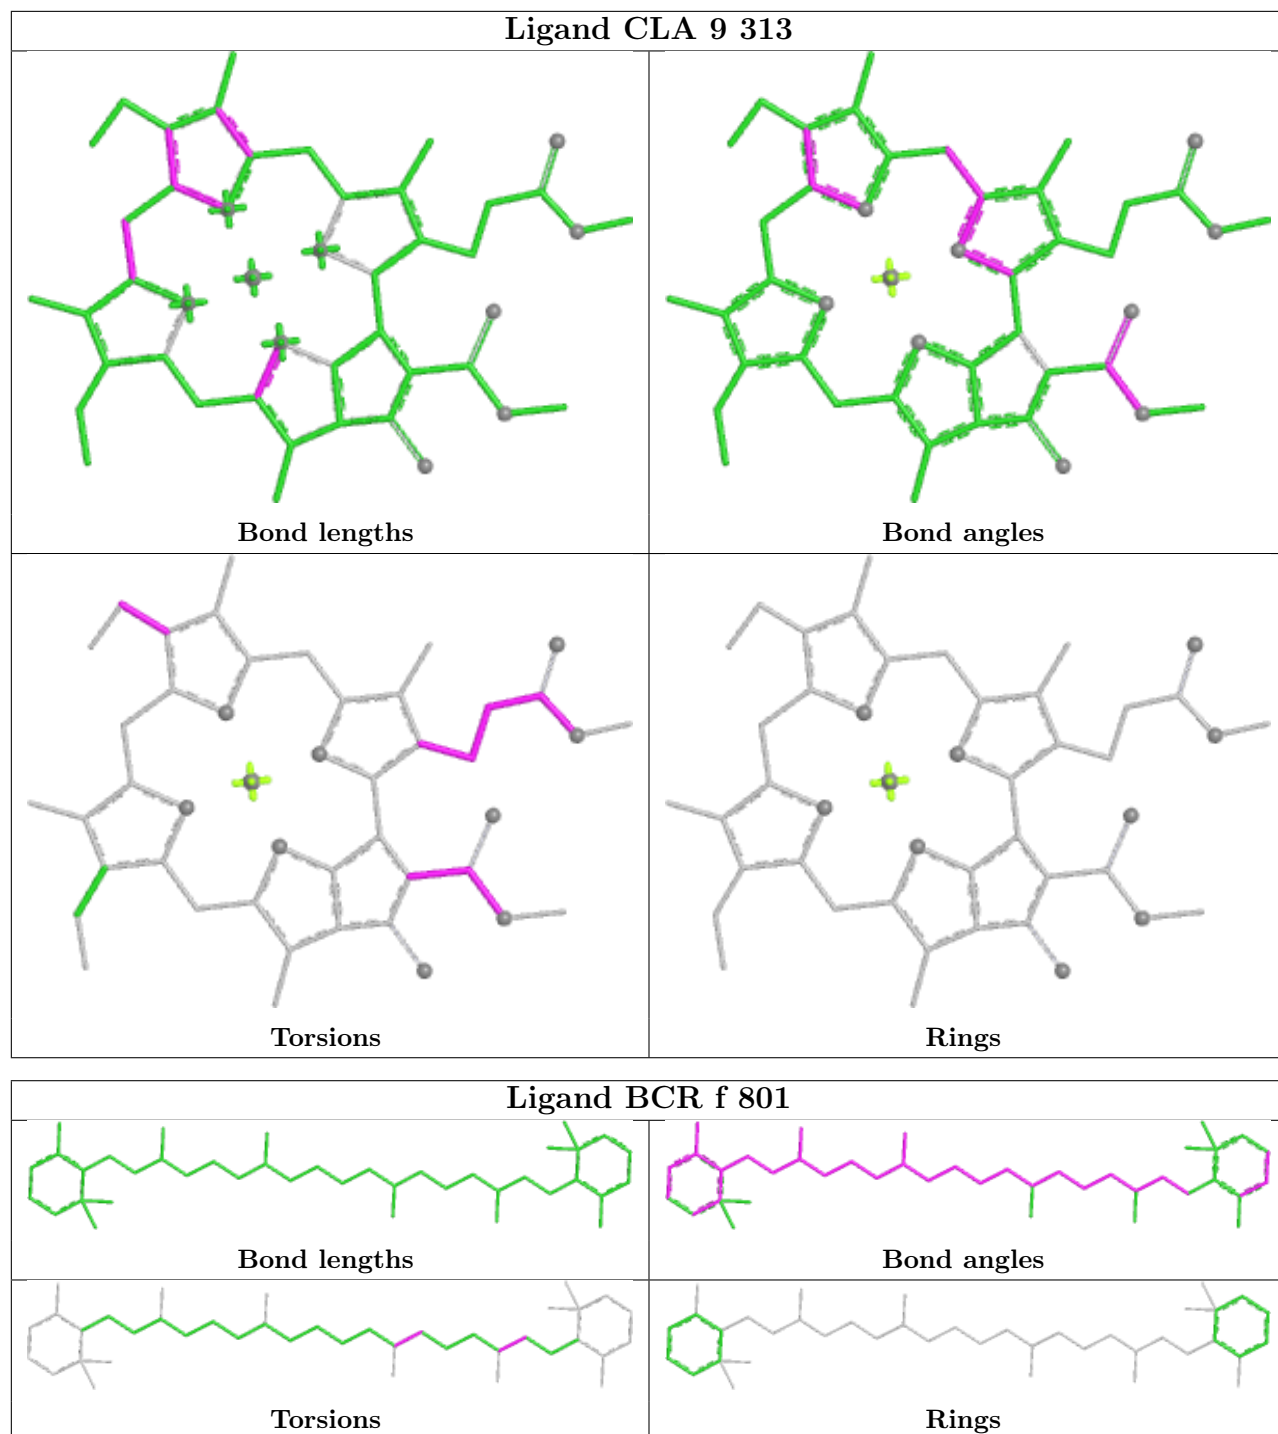 Ligand CLA 9 313
Bond lengths
Bond angles
Torsions
Rings
Ligand BCR f 801
Bond lengths
Bond angles
Torsions
Rings